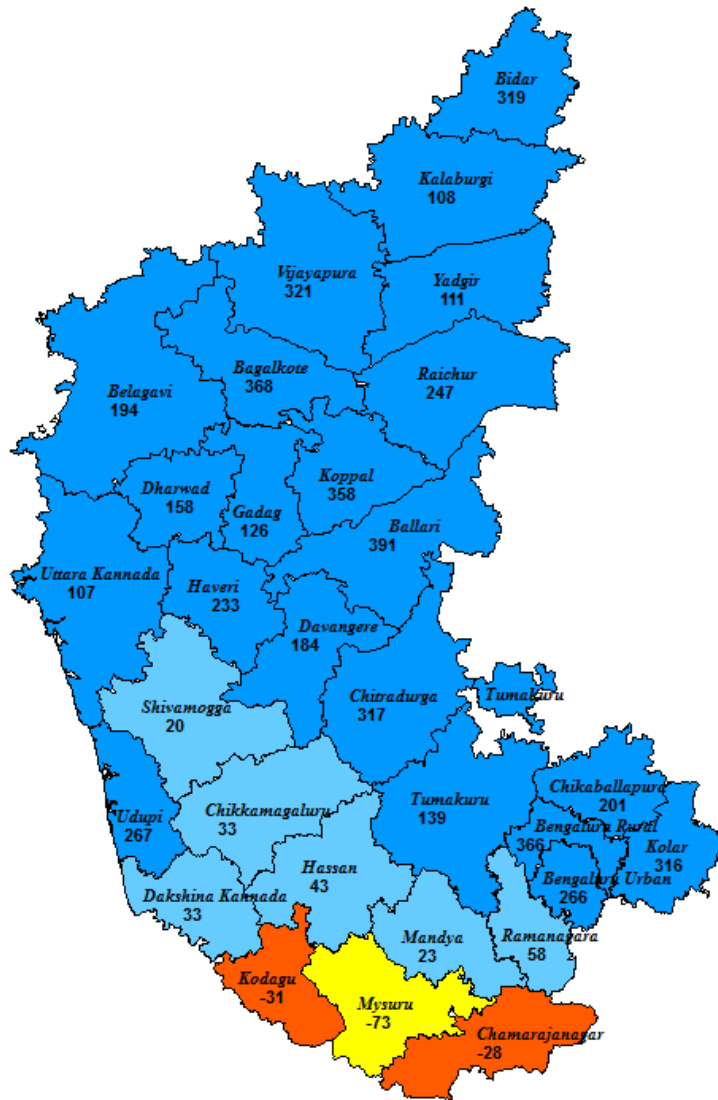 Bidar
319
Kalaburgi
108
Vijayapura
321
Yadgir
111
Bagalkote
368
Raichur
247
Belagavi
194
Koppal
358
Dharwad
158
Gadag
126
Ballari
391
Uttara Kannada
107
Haveri
233
Davangere
184
Chitradurga
317
Tumakuru
Shivamogga
20
Chikaballapura
201
Udupi
267
Chikkamagaluru
33
Tumakuru
139
Bengaluru Rural
366
Kolar
316
Hassan
43
Bengaluru Urban
266
Dakshina Kannada
33
Mandya
23
Ramanagara
58
Kodagu
-31
Mysuru
-73
Chamarajanagar
-28